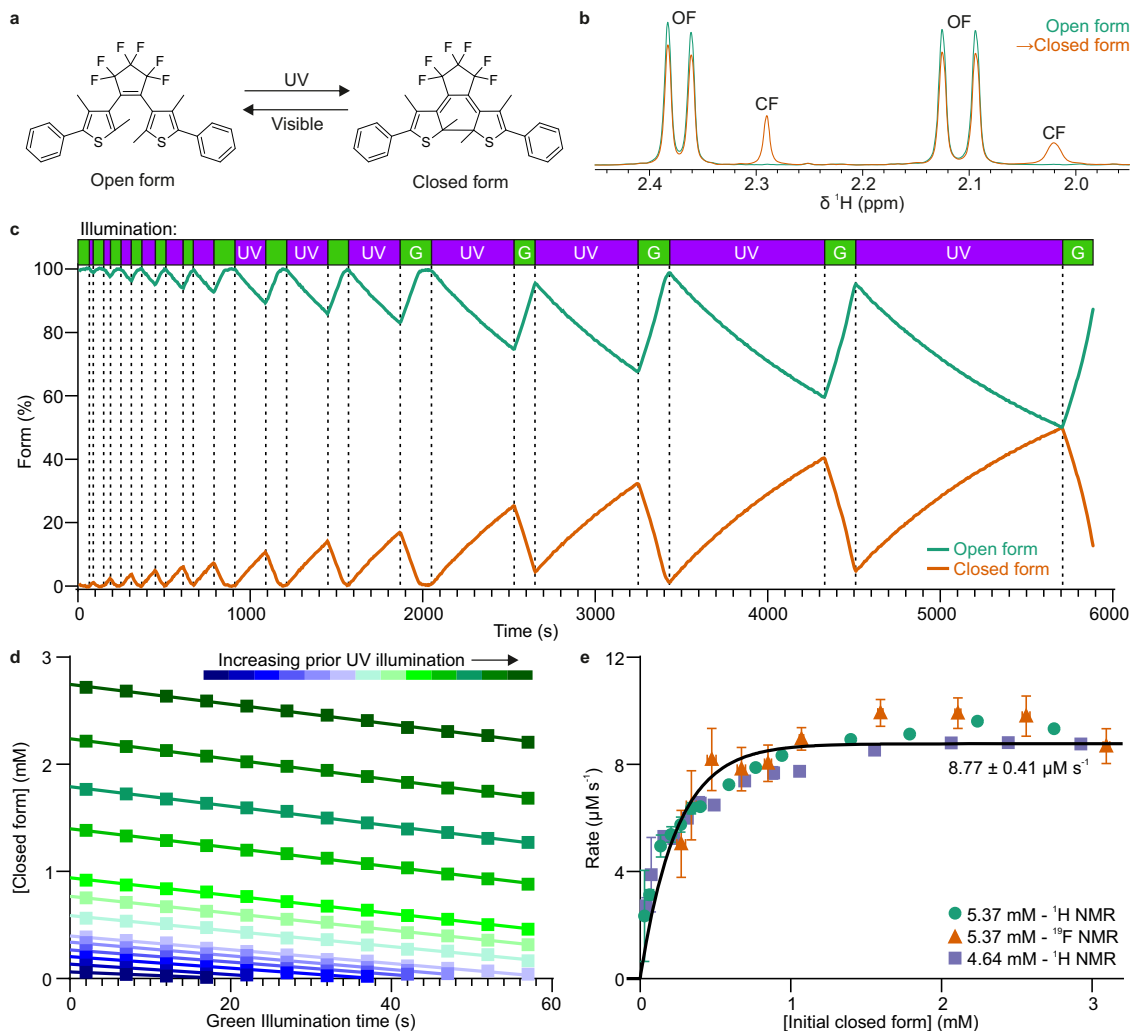 a
F F
F F
F F
S S
Open form
UV
Visible
F F
F F
F F
S S
Closed form
b
OF
OF
CF
CF
Open form
→Closed form
2.4 2.3 2.2 2.1 2.0
δ ¹H (ppm)
c
Illumination:
UV UV UV G UV G UV G UV G UV G
100
80
60
40
20
0
Form (%)
Open form
Closed form
1000 2000 3000 4000 5000 6000
Time (s)
d
Increasing prior UV illumination
3
2
1
0
[Closed form] (mM)
0 20 40 60
Green Illumination time (s)
e
12
8
4
0
Rate (µM s⁻¹)
8.77 ± 0.41 µM s⁻¹
5.37 mM - ¹H NMR
5.37 mM - ¹⁹F NMR
4.64 mM - ¹H NMR
0 1 2 3
[Initial closed form] (mM)